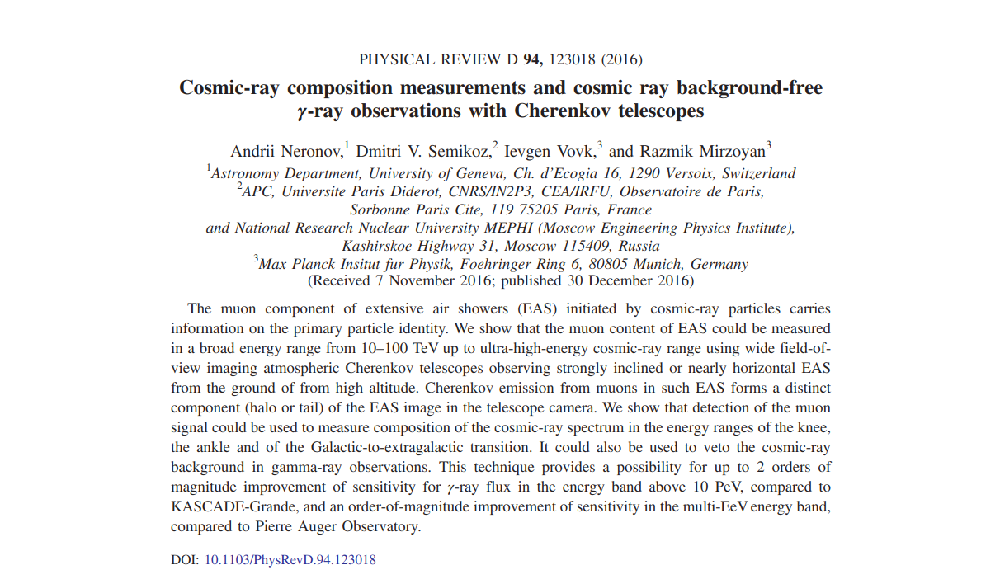 PHYSICAL REVIEW D 94, 123018 (2016)
Cosmic-ray composition measurements and cosmic ray background-free
γ-ray observations with Cherenkov telescopes
Andrii Neronov,1 Dmitri V. Semikoz,2 Ievgen Vovk,3 and Razmik Mirzoyan3
1Astronomy Department, University of Geneva, Ch. d'Ecogia 16, 1290 Versoix, Switzerland
2APC, Universite Paris Diderot, CNRS/IN2P3, CEA/IRFU, Observatoire de Paris,
Sorbonne Paris Cite, 119 75205 Paris, France
and National Research Nuclear University MEPHI (Moscow Engineering Physics Institute),
Kashirskoe Highway 31, Moscow 115409, Russia
3Max Planck Insitut fur Physik, Foehringer Ring 6, 80805 Munich, Germany
(Received 7 November 2016; published 30 December 2016)
The muon component of extensive air showers (EAS) initiated by cosmic-ray particles carries
information on the primary particle identity. We show that the muon content of EAS could be measured
in a broad energy range from 10–100 TeV up to ultra-high-energy cosmic-ray range using wide field-of-
view imaging atmospheric Cherenkov telescopes observing strongly inclined or nearly horizontal EAS
from the ground of from high altitude. Cherenkov emission from muons in such EAS forms a distinct
component (halo or tail) of the EAS image in the telescope camera. We show that detection of the muon
signal could be used to measure composition of the cosmic-ray spectrum in the energy ranges of the knee,
the ankle and of the Galactic-to-extragalactic transition. It could also be used to veto the cosmic-ray
background in gamma-ray observations. This technique provides a possibility for up to 2 orders of
magnitude improvement of sensitivity for γ-ray flux in the energy band above 10 PeV, compared to
KASCADE-Grande, and an order-of-magnitude improvement of sensitivity in the multi-EeV energy band,
compared to Pierre Auger Observatory.
DOI: 10.1103/PhysRevD.94.123018